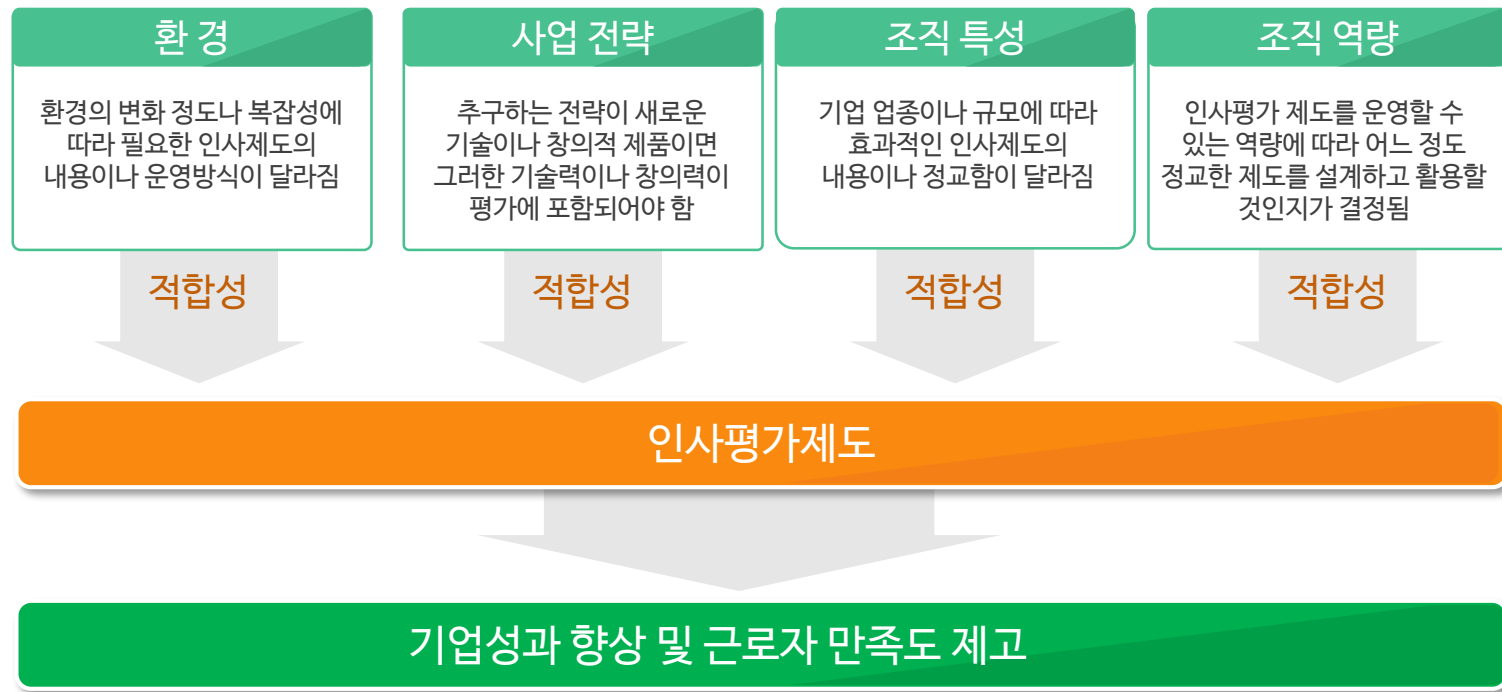 환 경
환경의 변화 정도나 복잡성에
따라 필요한 인사제도의
내용이나 운영방식이 달라짐
사업 전략
추구하는 전략이 새로운
기술이나 창의적 제품이면
그러한 기술력이나 창의력이
평가에 포함되어야 함
조직 특성
기업 업종이나 규모에 따라
효과적인 인사제도의
내용이나 정교함이 달라짐
조직 역량
인사평가 제도를 운영할 수
있는 역량에 따라 어느 정도
정교한 제도를 설계하고 활용할
것인지가 결정됨
적합성
적합성
적합성
적합성
인사평가제도
기업성과 향상 및 근로자 만족도 제고